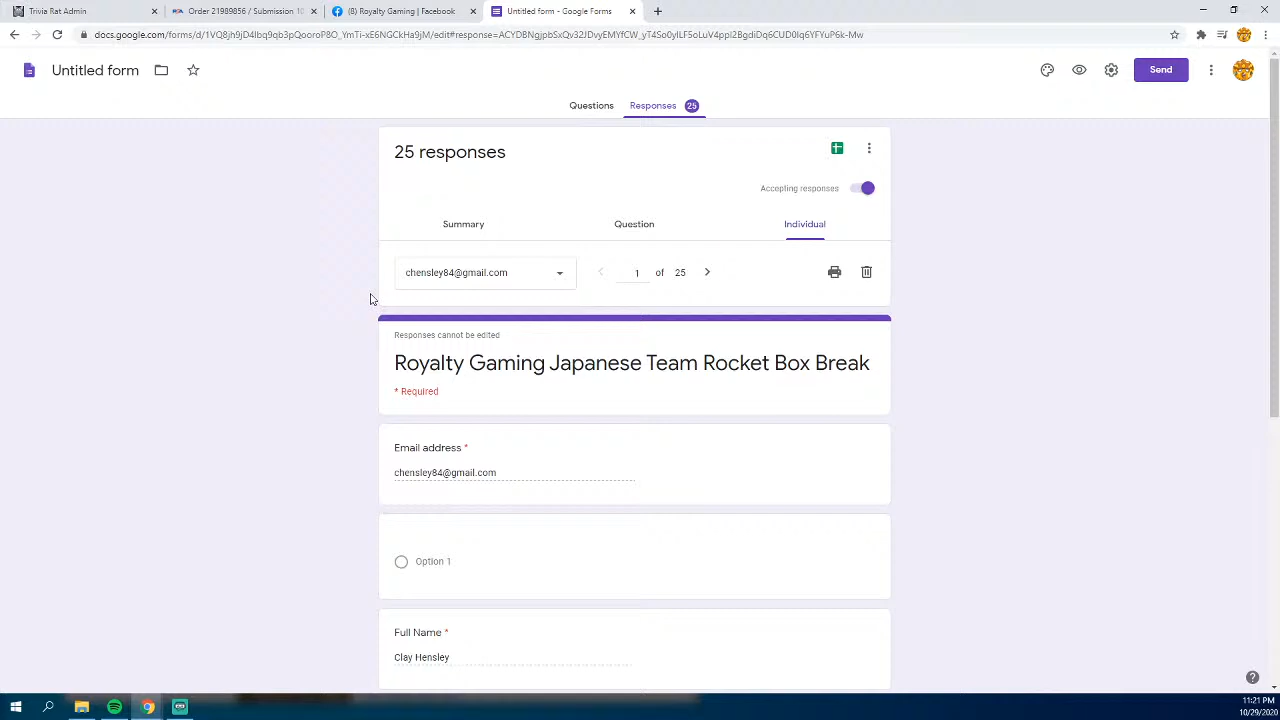 Trivia Rat Admin
Order 21989856 / Submission 10
(8) Royalty Gaming | Facebook
Untitled form - Google Forms
Untitled form
Send
Questions
Responses 25
25 responses
Accepting responses
Summary
Question
Individual
chensley84@gmail.com
1 of 25
Responses cannot be edited
Royalty Gaming Japanese Team Rocket Box Break
* Required
Email address *
chensley84@gmail.com
Option 1
Full Name *
Clay Hensley
11:21 PM
10/29/2020